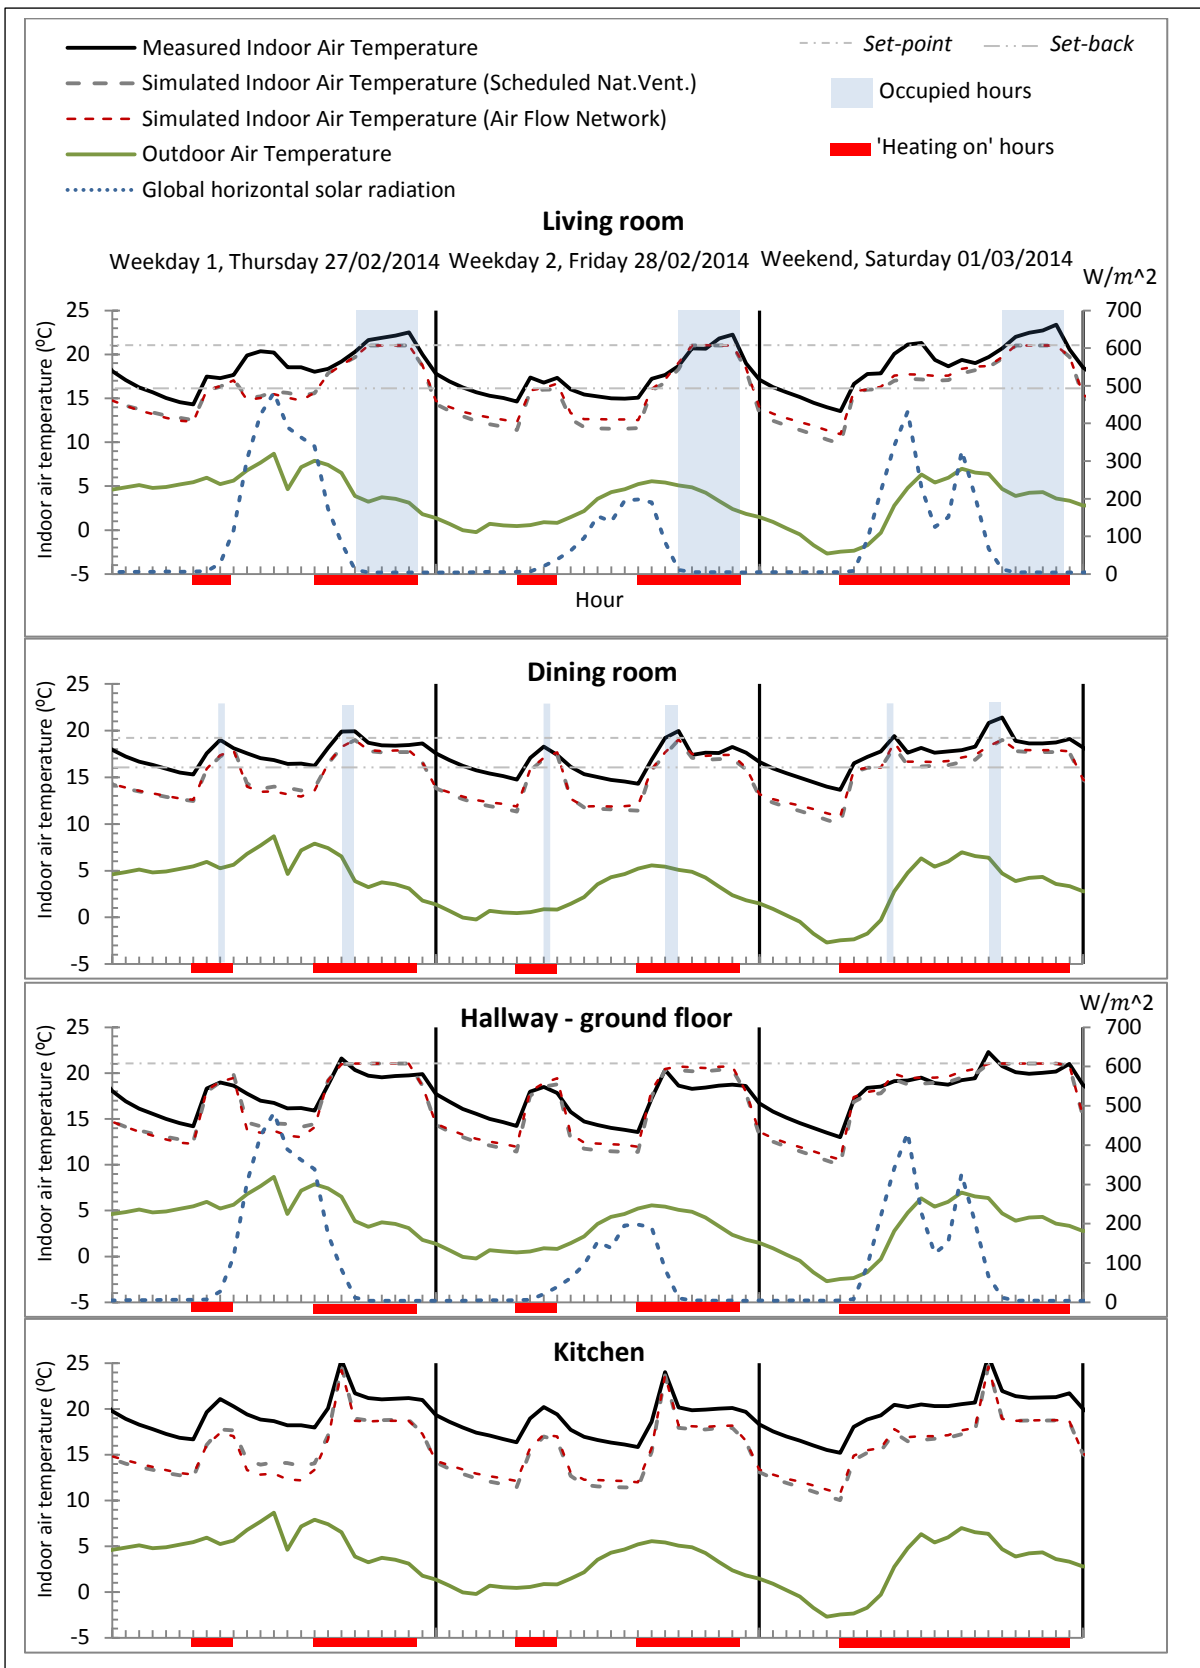 Measured Indoor Air Temperature
Simulated Indoor Air Temperature (Scheduled Nat.Vent.)
Simulated Indoor Air Temperature (Air Flow Network)
Outdoor Air Temperature
Global horizontal solar radiation
Set-point
Set-back
Occupied hours
'Heating on' hours
Living room
Weekday 1, Thursday 27/02/2014
Weekday 2, Friday 28/02/2014
Weekend, Saturday 01/03/2014
W/m^2
Indoor air temperature (⁰C)
25
20
15
10
5
0
-5
700
600
500
400
300
200
100
0
Hour
Dining room
Indoor air temperature (⁰C)
25
20
15
10
5
0
-5
Hallway - ground floor
W/m^2
Indoor air temperature (⁰C)
25
20
15
10
5
0
-5
700
600
500
400
300
200
100
0
Kitchen
Indoor air temperature (⁰C)
25
20
15
10
5
0
-5